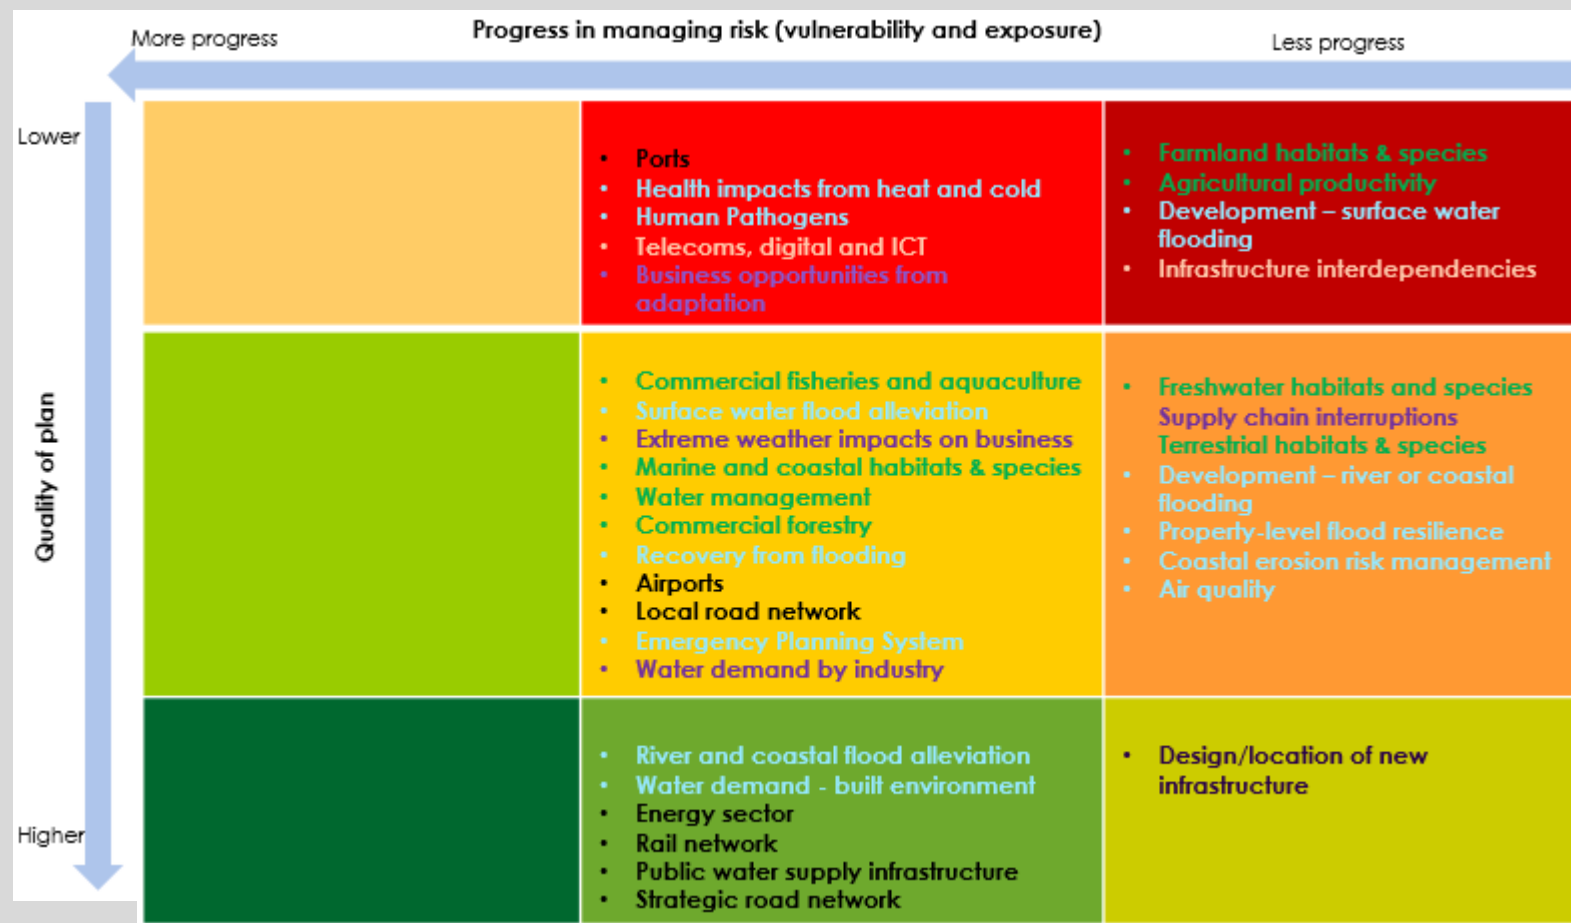 Progress in managing risk (vulnerability and exposure)
More progress
Less progress
Lower
Quality of plan
Higher
• Ports
• Health impacts from heat and cold
• Human Pathogens
• Telecoms, digital and ICT
• Business opportunities from
adaptation
• Farmland habitats & species
• Agricultural productivity
• Development – surface water
flooding
• Infrastructure interdependencies
• Commercial fisheries and aquaculture
• Surface water flood alleviation
• Extreme weather impacts on business
• Marine and coastal habitats & species
• Water management
• Commercial forestry
• Recovery from flooding
• Airports
• Local road network
• Emergency Planning System
• Water demand by industry
• Freshwater habitats and species
Supply chain interruptions
Terrestrial habitats & species
• Development – river or coastal
flooding
• Property-level flood resilience
• Coastal erosion risk management
• Air quality
• River and coastal flood alleviation
• Water demand - built environment
• Energy sector
• Rail network
• Public water supply infrastructure
• Strategic road network
• Design/location of new
infrastructure